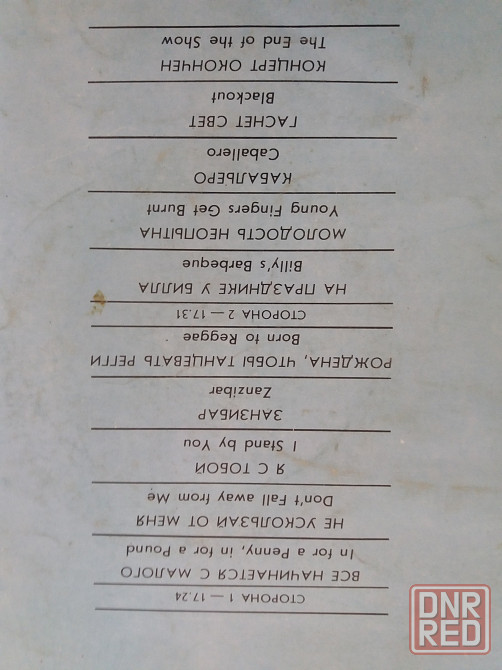 СТОРОНА 1 — 17.24
ВСЕ НАЧИНАЕТСЯ С МАЛОГО
In for a Penny, in for a Pound
НЕ УСКОЛЬЗАЙ ОТ МЕНЯ
Don't Fall away from Me
Я С ТОБОЙ
I Stand by You
ЗАНЗИБАР
Zanzibar
РОЖДЕНА, ЧТОБЫ ТАНЦЕВАТЬ РЕГГИ
Born to Reggae
СТОРОНА 2 — 17.31
НА ПРАЗДНИКЕ У БИЛЛА
Billy's Barbeque
МОЛОДОСТЬ НЕОПЫТНА
Young Fingers Get Burnt
КАБАЛЬЕРО
Caballero
ГАСНЕТ СВЕТ
Blackout
КОНЦЕРТ ОКОНЧЕН
The End of the Show
DNR
RED